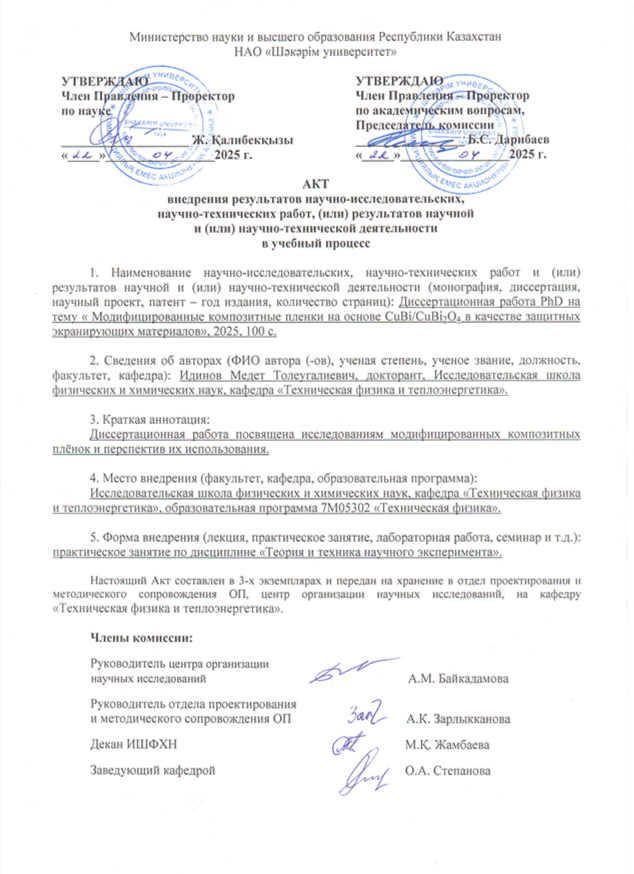 Министерство науки и высшего образования Республики Казахстан
НАО «Шәкәрім университет»
УТВЕРЖДАЮ
Член Правления – Проректор
по науке
Ж. Қалибекқызы
« 22 » 04 2025 г.
УТВЕРЖДАЮ
Член Правления – Проректор
по академическим вопросам,
Председатель комиссии
Б.С. Дарибаев
« 22 » 04 2025 г.
АКТ
внедрения результатов научно-исследовательских,
научно-технических работ, (или) результатов научной
и (или) научно-технической деятельности
в учебный процесс
1. Наименование научно-исследовательских, научно-технических работ и (или)
результатов научной и (или) научно-технической деятельности (монография, диссертация,
научный проект, патент – год издания, количество страниц): Диссертационная работа PhD на
тему « Модифицированные композитные пленки на основе CuBi/CuBi₂O₄ в качестве защитных
экранирующих материалов», 2025, 100 с.
2. Сведения об авторах (ФИО автора (-ов), ученая степень, ученое звание, должность,
факультет, кафедра): Идинов Медет Толеугалиевич, докторант, Исследовательская школа
физических и химических наук, кафедра «Техническая физика и теплоэнергетика».
3. Краткая аннотация:
Диссертационная работа посвящена исследованиям модифицированных композитных
плёнок и перспектив их использования.
4. Место внедрения (факультет, кафедра, образовательная программа):
Исследовательская школа физических и химических наук, кафедра «Техническая физика
и теплоэнергетика», образовательная программа 7М05302 «Техническая физика».
5. Форма внедрения (лекция, практическое занятие, лабораторная работа, семинар и т.д.):
практическое занятие по дисциплине «Теория и техника научного эксперимента».
Настоящий Акт составлен в 3-х экземплярах и передан на хранение в отдел проектирования и
методического сопровождения ОП, центр организации научных исследований, на кафедру
«Техническая физика и теплоэнергетика».
Члены комиссии:
Руководитель центра организации
научных исследований А.М. Байкадамова
Руководитель отдела проектирования
и методического сопровождения ОП А.К. Зарлыкканова
Декан ИШФХН М.Қ. Жамбаева
Заведующий кафедрой О.А. Степанова